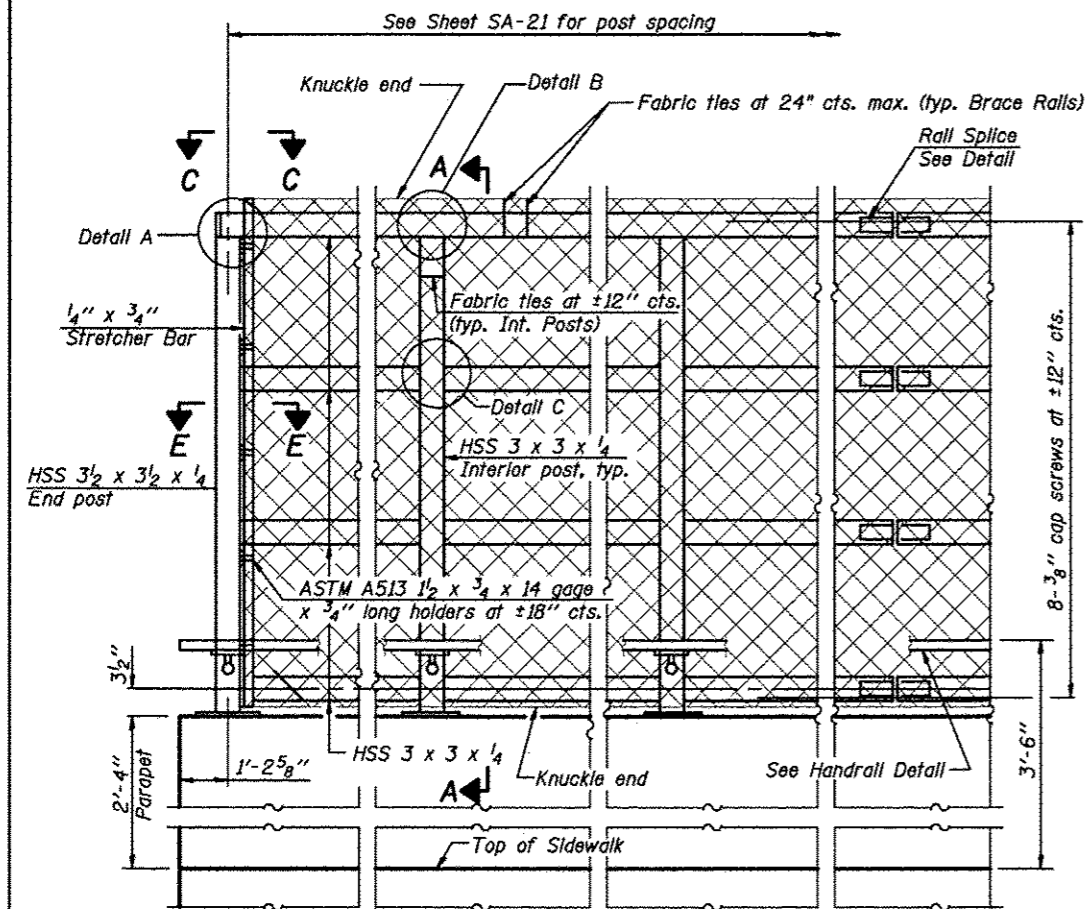 See Sheet SA-21 for post spacing
Knuckle end
Detail B
Fabric ties at 24" cts. max. (typ. Brace Rails)
Rail Splice
See Detail
C
C
A
Detail A
Fabric ties at ±12" cts.
(typ. Int. Posts)
1/4" x 3/4"
Stretcher Bar
8- 3/8" cap screws at ±12" cts.
Detail C
E
E
HSS 3 x 3 x 1/4
Interior post, typ.
HSS 3 1/2 x 3 1/2 x 1/4
End post
ASTM A513 1 1/2 x 3/4 x 14 gage
x 3/4" long holders at ±18" cts.
3 1/2"
HSS 3 x 3 x 1/4
1'-2 5/8"
2'-4"
Parapet
A
Knuckle end
See Handrail Detail
3'-6"
Top of Sidewalk